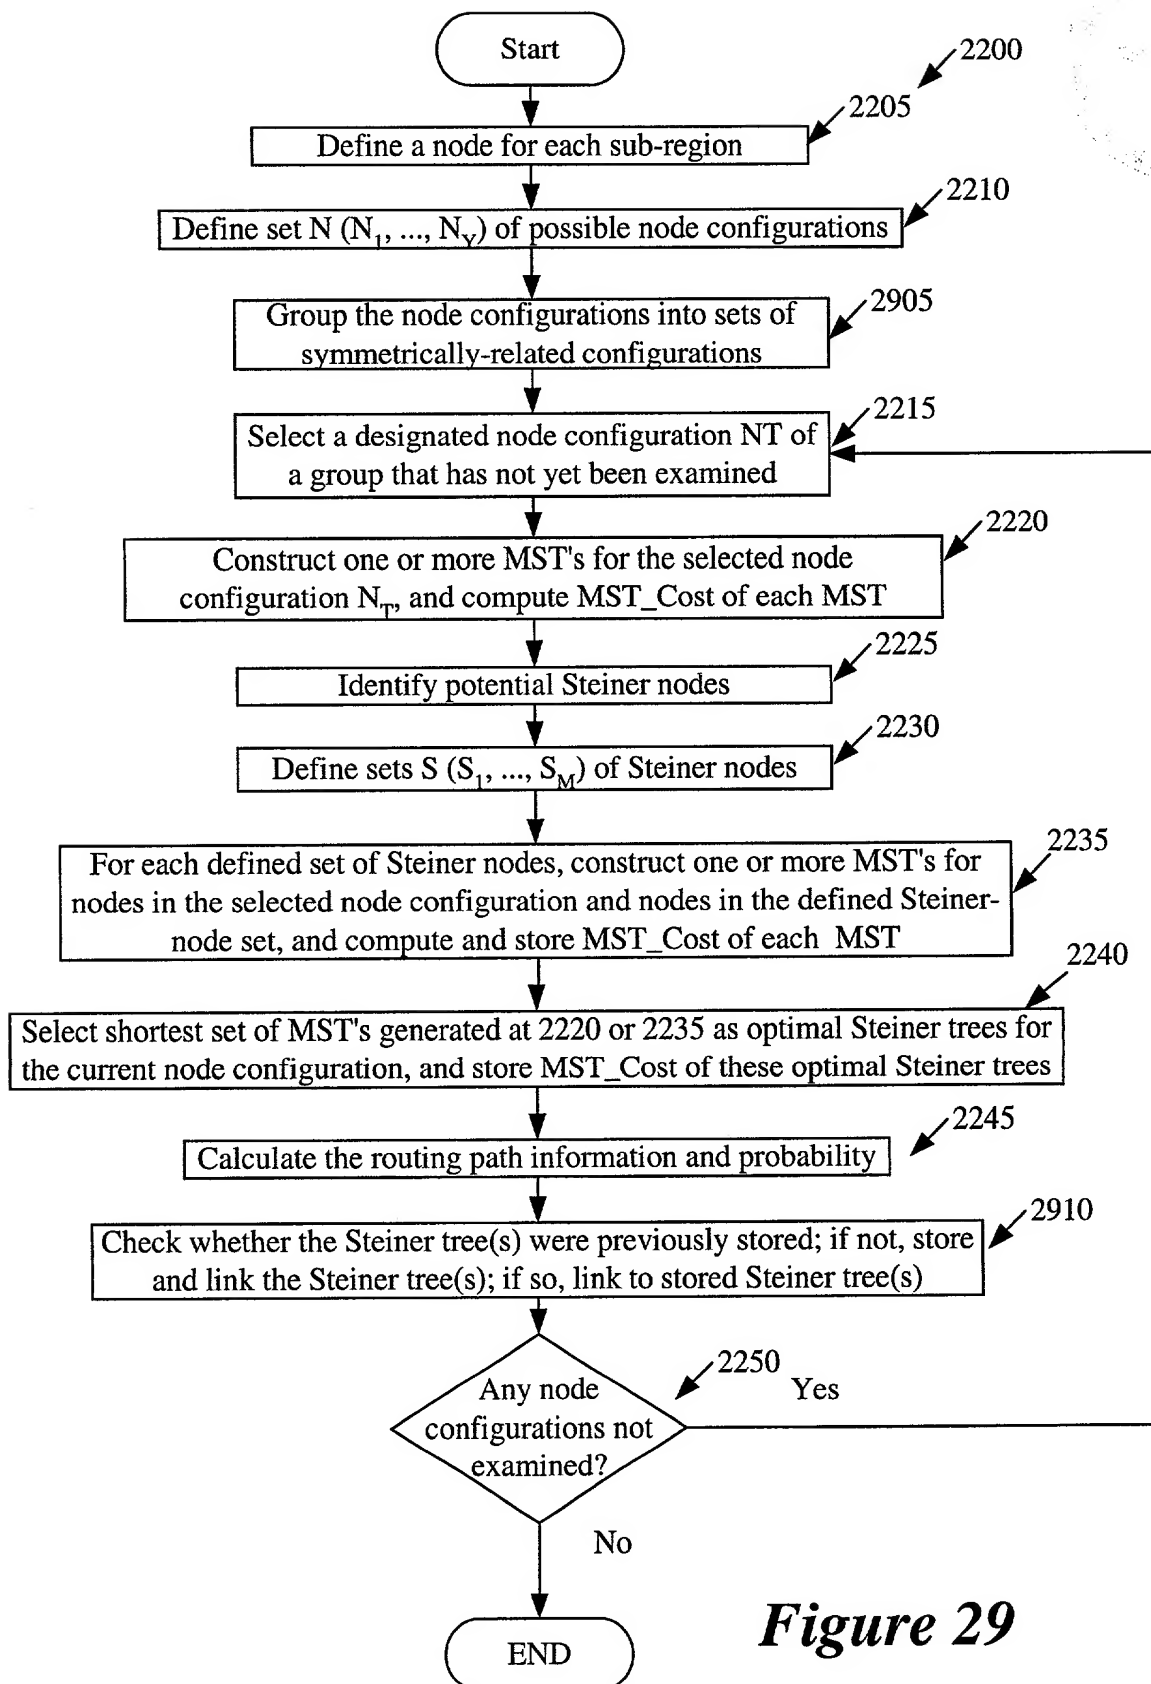 Start
2200
2205
Define a node for each sub-region
2210
Define set N (N1, ..., NY) of possible node configurations
2905
Group the node configurations into sets of
symmetrically-related configurations
2215
Select a designated node configuration NT of
a group that has not yet been examined
2220
Construct one or more MST's for the selected node
configuration NT, and compute MST_Cost of each MST
2225
Identify potential Steiner nodes
2230
Define sets S (S1, ..., SM) of Steiner nodes
2235
For each defined set of Steiner nodes, construct one or more MST's for
nodes in the selected node configuration and nodes in the defined Steiner-
node set, and compute and store MST_Cost of each MST
2240
Select shortest set of MST's generated at 2220 or 2235 as optimal Steiner trees for
the current node configuration, and store MST_Cost of these optimal Steiner trees
2245
Calculate the routing path information and probability
2910
Check whether the Steiner tree(s) were previously stored; if not, store
and link the Steiner tree(s); if so, link to stored Steiner tree(s)
2250
Yes
Any node
configurations not
examined?
No
END
Figure 29